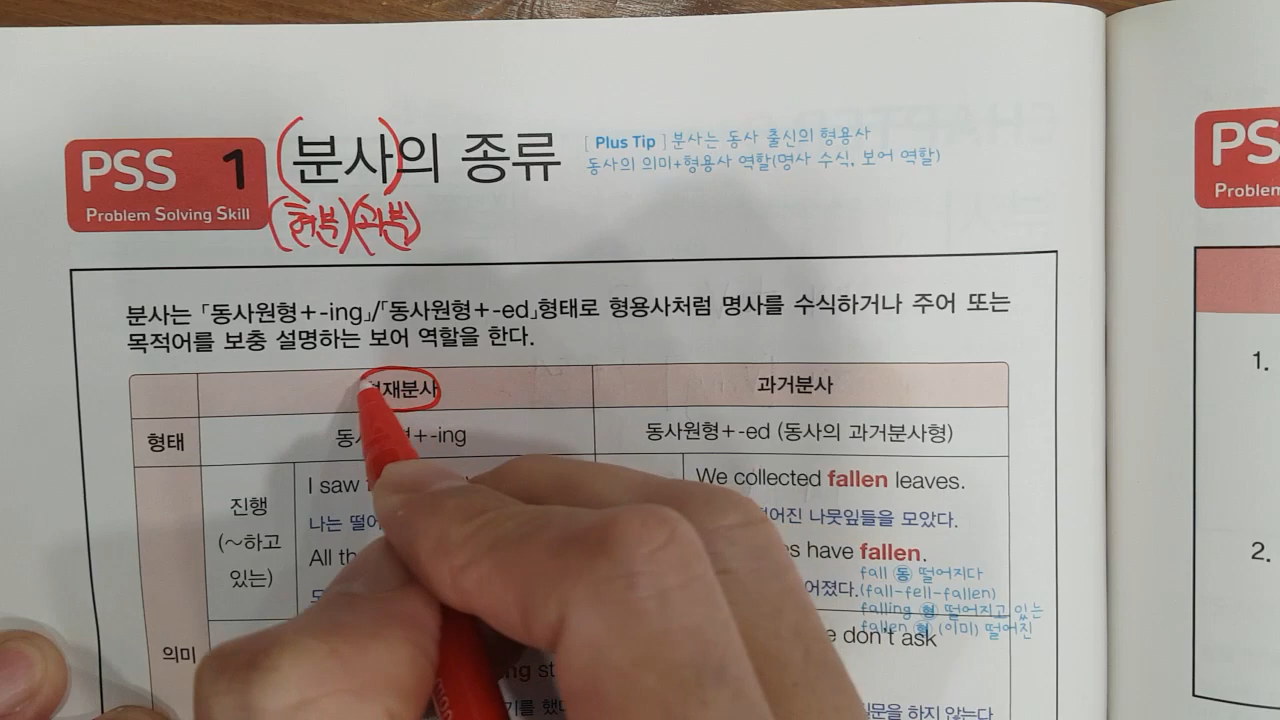 PSS 1
Problem Solving Skill
(분사)의 종류
(현분)(과분)
[ Plus Tip ] 분사는 동사 출신의 형용사
동사의 의미+형용사 역할(명사 수식, 보어 역할)
분사는 「동사원형+-ing」/「동사원형+-ed」형태로 형용사처럼 명사를 수식하거나 주어 또는
목적어를 보충 설명하는 보어 역할을 한다.
재분사 과거분사
형태 +-ing 동사원형+-ed (동사의 과거분사형)
의미
진행
(~하고
있는)
I saw
나는
All
We collected fallen leaves.
나뭇잎들을 모았다.
have fallen.
fall 동 떨어지다
(fall-fell-fallen)
falling 형 떨어지고 있는
fallen 형 (이미) 떨어진
don't ask
하지 않는다
PS
Problem
1.
2.